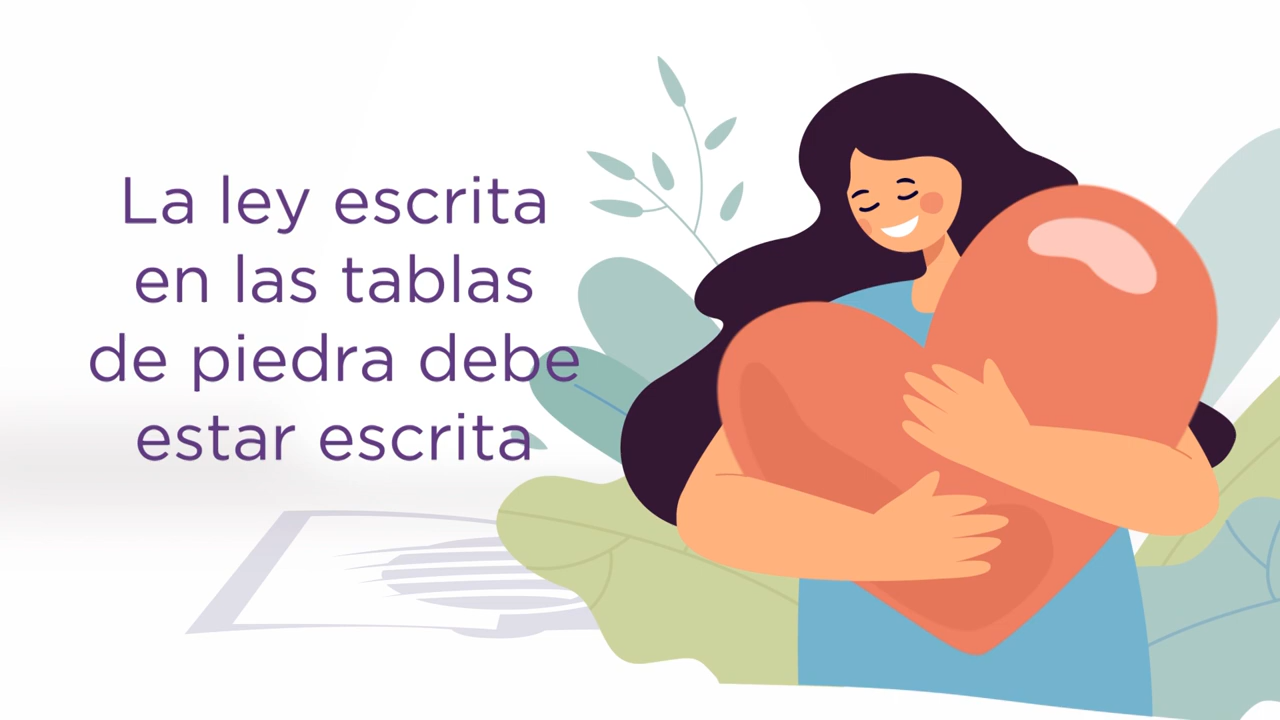 La ley escrita
en las tablas
de piedra debe
estar escrita